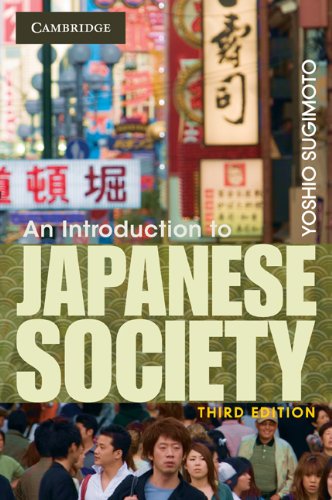 CAMBRIDGE
寿司
道頓堀
YOSHIO SUGIMOTO
An Introduction to
JAPANESE
SOCIETY
THIRD EDITION